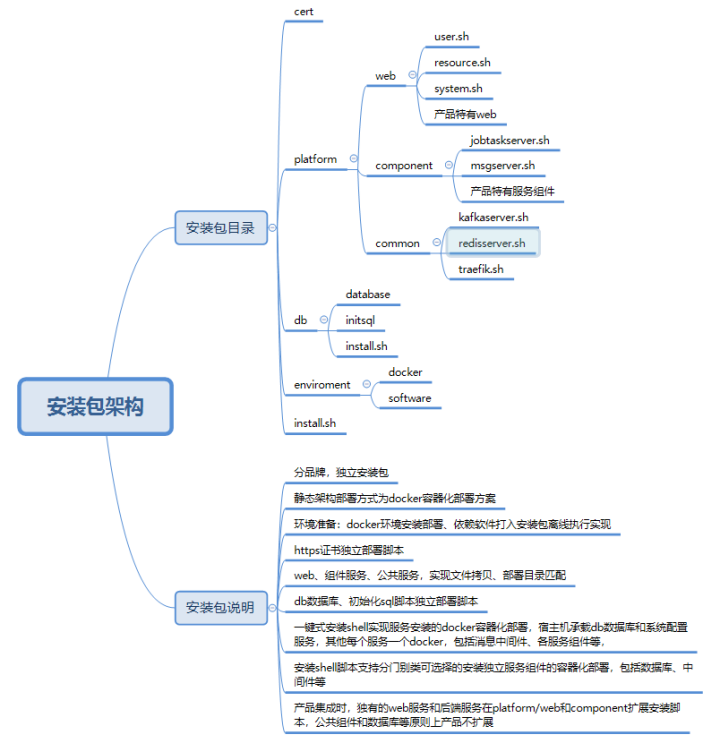 安装包架构
安装包目录
cert
platform
web
user.sh
resource.sh
system.sh
产品特有web
component
jobtaskserver.sh
msgserver.sh
产品特有服务组件
common
kafkaserver.sh
redisserver.sh
traefik.sh
db
database
initsql
install.sh
enviroment
docker
software
install.sh
安装包说明
分品牌，独立安装包
静态架构部署方式为docker容器化部署方案
环境准备：docker环境安装部署、依赖软件打入安装包离线执行实现
https证书独立部署脚本
web、组件服务、公共服务，实现文件拷贝、部署目录匹配
db数据库、初始化sql脚本独立部署脚本
一键式安装shell实现服务安装的docker容器化部署，宿主机承载db数据库和系统配置
服务，其他每个服务一个docker，包括消息中间件、各服务组件等，
安装shell脚本支持分门别类可选择的安装独立服务组件的容器化部署，包括数据库、中
间件等
产品集成时，独有的web服务和后端服务在platform/web和component扩展安装脚
本，公共组件和数据库等原则上产品不扩展